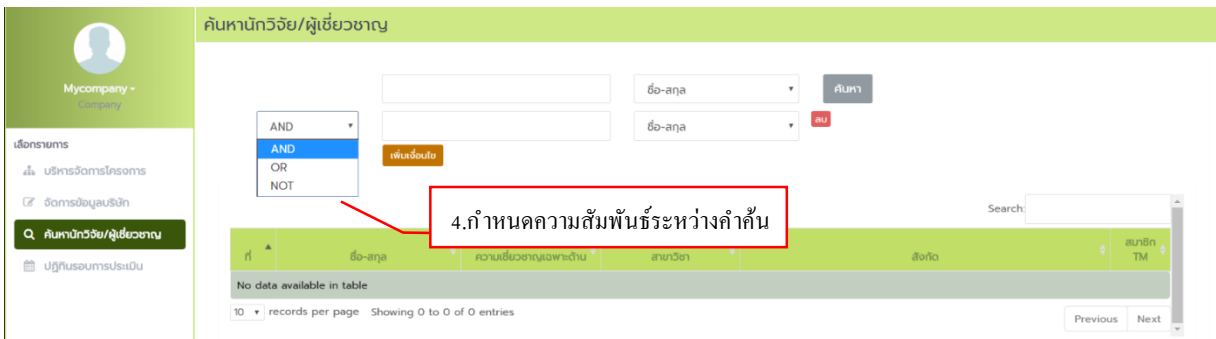 ค้นหานักวิจัย/ผู้เชี่ยวชาญ
Mycompany
Company
เลือกรายการ
บริหารจัดการโครงการ
จัดการข้อมูลบริษัท
ค้นหานักวิจัย/ผู้เชี่ยวชาญ
ปฏิทินรอบการประเมิน
ชื่อ-สกุล ค้นหา
AND ชื่อ-สกุล ลบ
AND
OR
NOT
เพิ่มเงื่อนไข
4.กำหนดความสัมพันธ์ระหว่างคำค้น
Search:
ที่ ชื่อ-สกุล ความเชี่ยวชาญเฉพาะด้าน สาขาวิชา สังกัด สมาชิก
TM
No data available in table
10 records per page Showing 0 to 0 of 0 entries
Previous Next